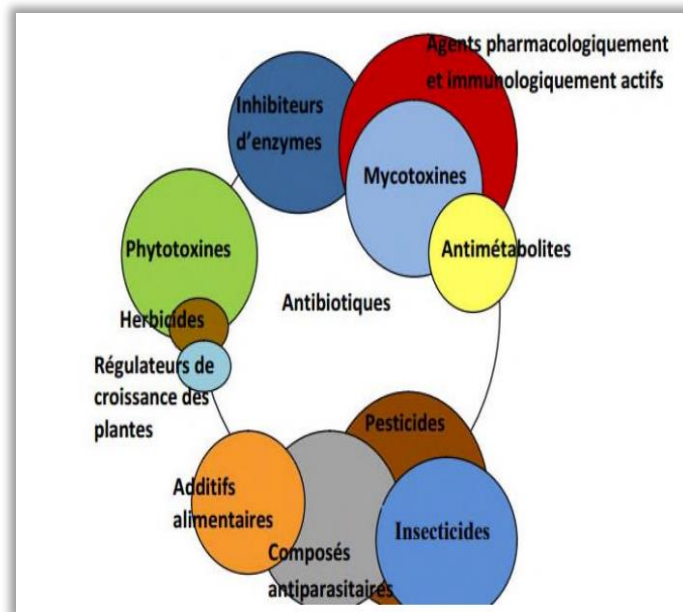 Agents pharmacologiquement
et immunologiquement actifs
Inhibiteurs
d'enzymes
Mycotoxines
Phytotoxines
Antimétabolites
Antibiotiques
Herbicides
Régulateurs de
croissance des
plantes
Pesticides
Additifs
alimentaires
Insecticides
Composés
antiparasitaires